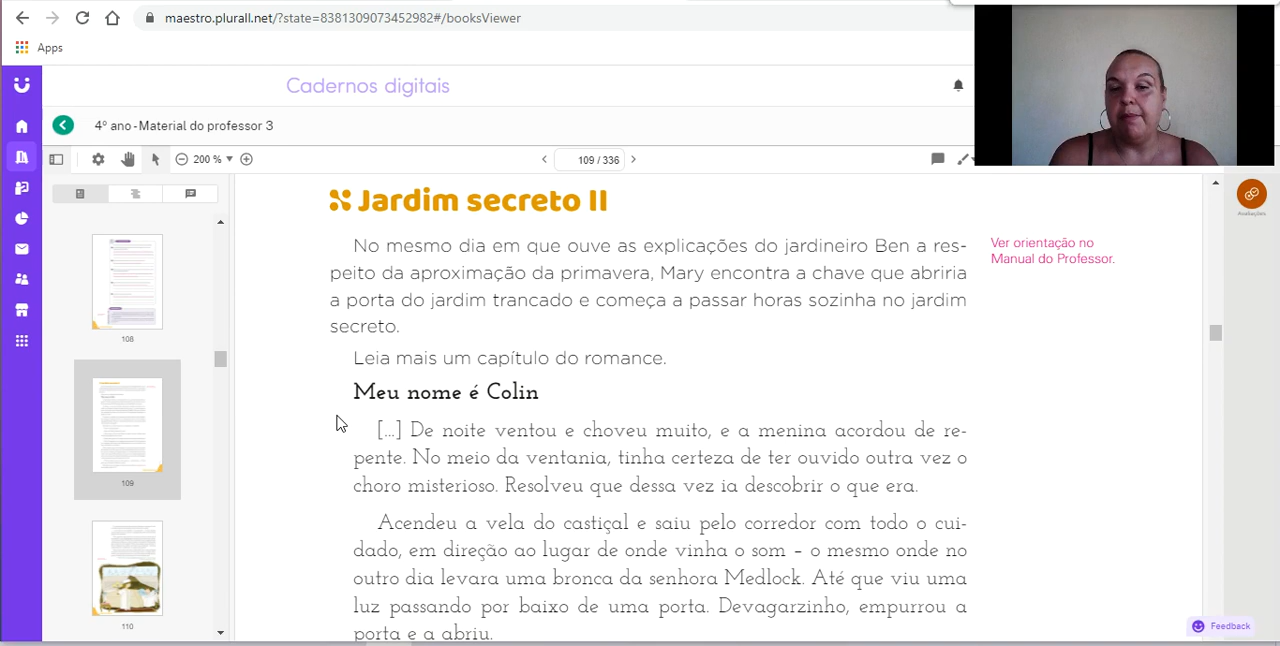 maestro.plurall.net/?state=8381309073452982#/booksViewer
Apps
Cadernos digitais
4º ano - Material do professor 3
200 %
109 / 336
Avaliações
108
109
110
Jardim secreto II
No mesmo dia em que ouve as explicações do jardineiro Ben a res-
peito da aproximação da primavera, Mary encontra a chave que abriria
a porta do jardim trancado e começa a passar horas sozinha no jardim
secreto.
Ver orientação no
Manual do Professor.
Leia mais um capítulo do romance.
Meu nome é Colin
[...] De noite ventou e choveu muito, e a menina acordou de re-
pente. No meio da ventania, tinha certeza de ter ouvido outra vez o
choro misterioso. Resolveu que dessa vez ia descobrir o que era.
Acendeu a vela do castiçal e saiu pelo corredor com todo o cui-
dado, em direção ao lugar de onde vinha o som – o mesmo onde no
outro dia levara uma bronca da senhora Medlock. Até que viu uma
luz passando por baixo de uma porta. Devagarzinho, empurrou a
porta e a abriu.
Feedback